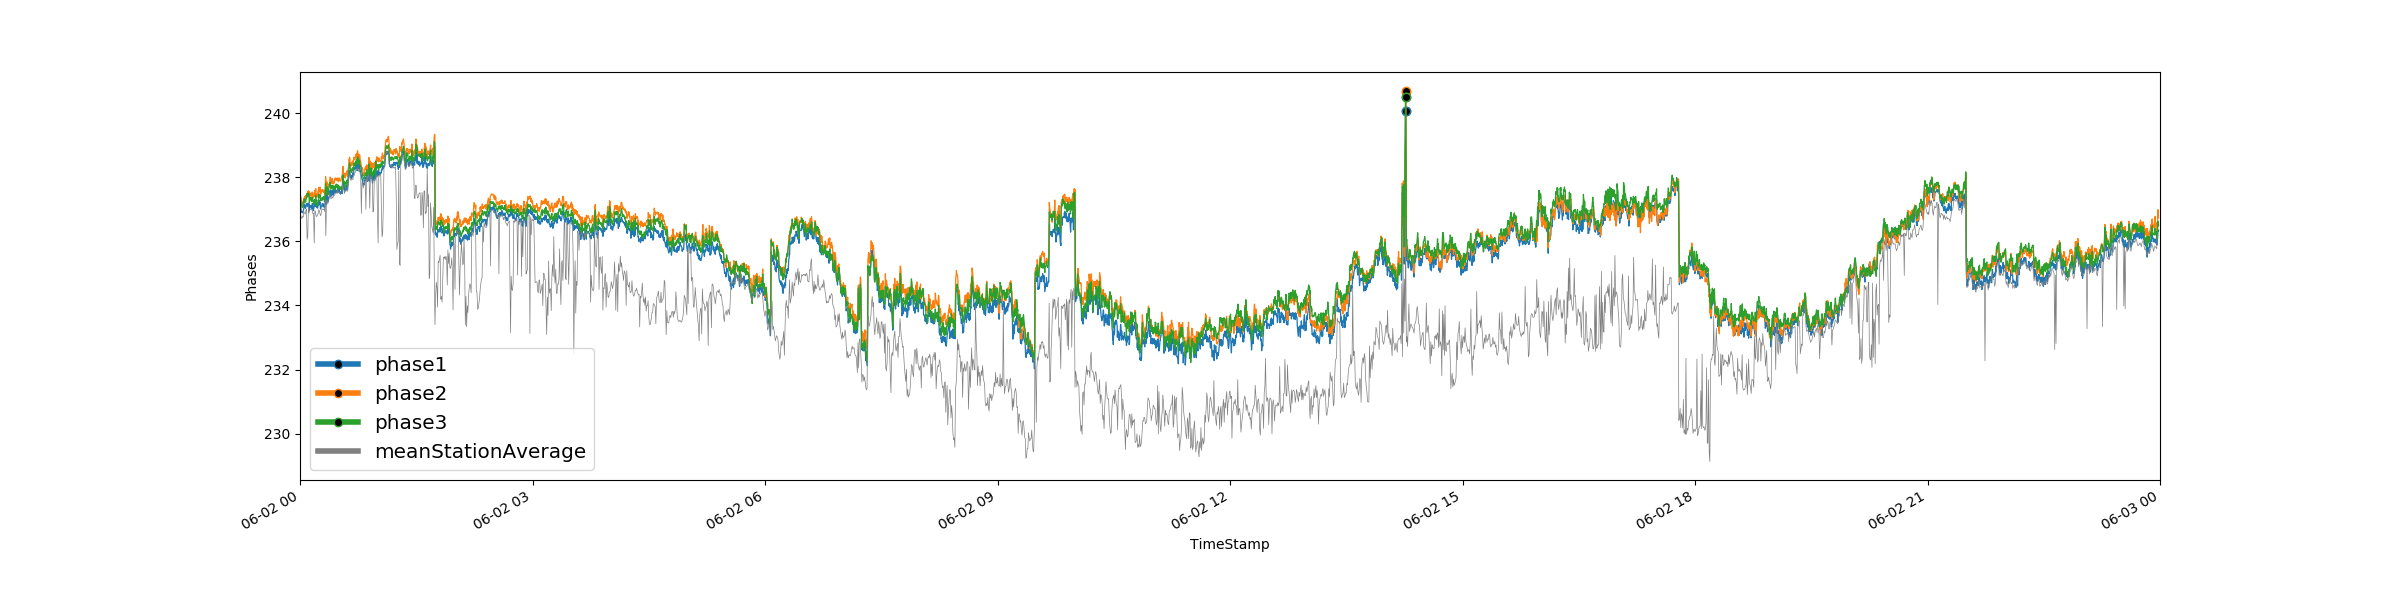 240
238
236
234
232
230
Phases
phase1
phase2
phase3
meanStationAverage
06-02 00
06-02 03
06-02 06
06-02 09
06-02 12
06-02 15
06-02 18
06-02 21
06-03 00
TimeStamp